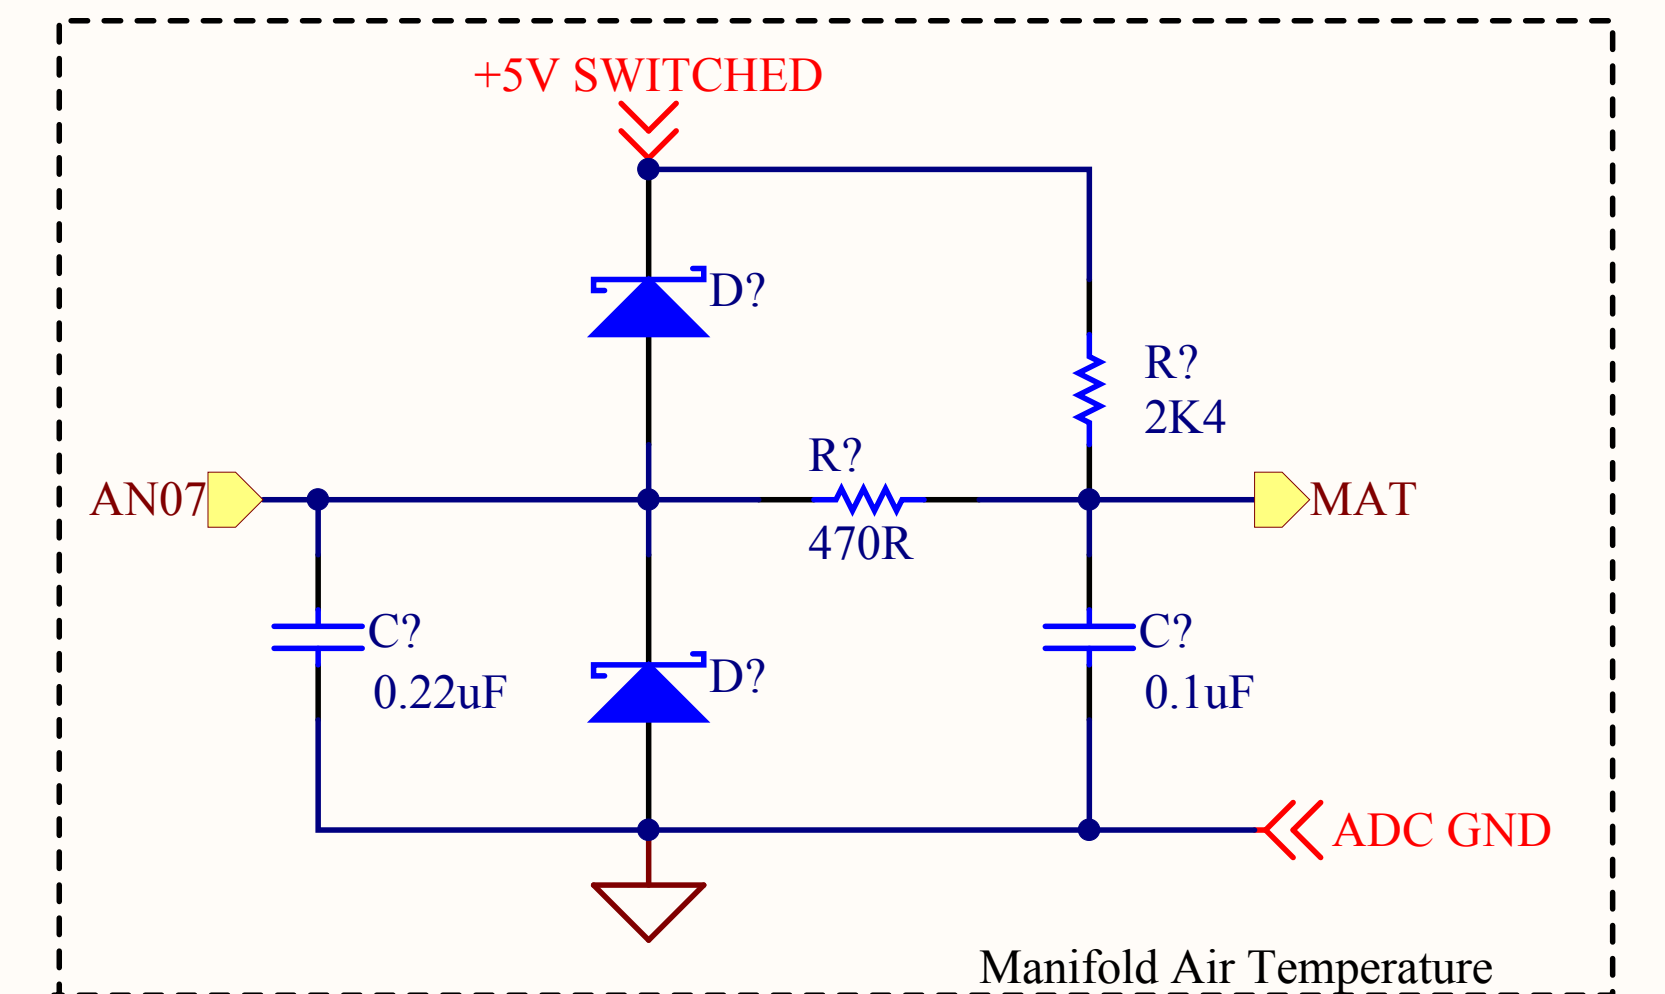 +5V SWITCHED
D?
R?
2K4
R?
AN07
MAT
470R
C?
0.22uF
D?
C?
0.1uF
ADC GND
Manifold Air Temperature